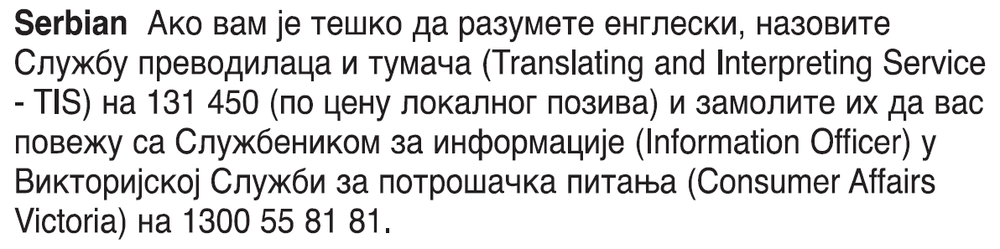 Serbian Ако вам је тешко да разумете енглески, назовите
Службу преводилаца и тумача (Translating and Interpreting Service
- TIS) на 131 450 (по цену локалног позива) и замолите их да вас
повежу са Службеником за информације (Information Officer) у
Викторијској Служби за потрошачка питања (Consumer Affairs
Victoria) на 1300 55 81 81.